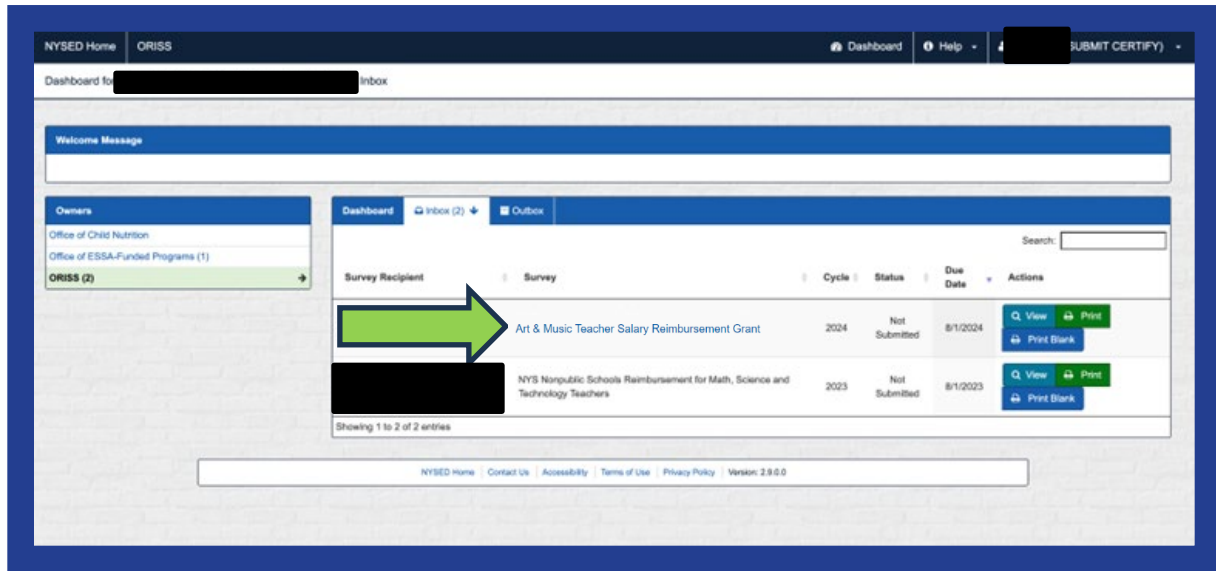 NYSED Home ORISS Dashboard Help SUBMIT CERTIFY)
Dashboard for Inbox
Welcome Message
Owners
Office of Child Nutrition
Office of ESSA-Funded Programs (1)
ORISS (2)
Dashboard Inbox (2) Outbox
Search:
Survey Recipient Survey Cycle Status Due Date Actions
Art & Music Teacher Salary Reimbursement Grant 2024 Not Submitted 8/1/2024 View Print
Print Blank
NYS Nonpublic Schools Reimbursement for Math, Science and
Technology Teachers 2023 Not Submitted 8/1/2023 View Print
Print Blank
Showing 1 to 2 of 2 entries
NYSED Home Contact Us Accessibility Terms of Use Privacy Policy Version: 2.9.0.0